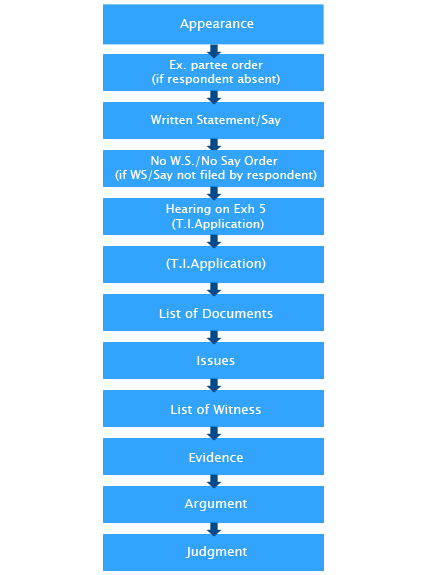 Appearance
Ex. partee order
(if respondent absent)
Written Statement/Say
No W.S./No Say Order
(if WS/Say not filed by respondent)
Hearing on Exh 5
(T.I.Application)
(T.I.Application)
List of Documents
Issues
List of Witness
Evidence
Argument
Judgment